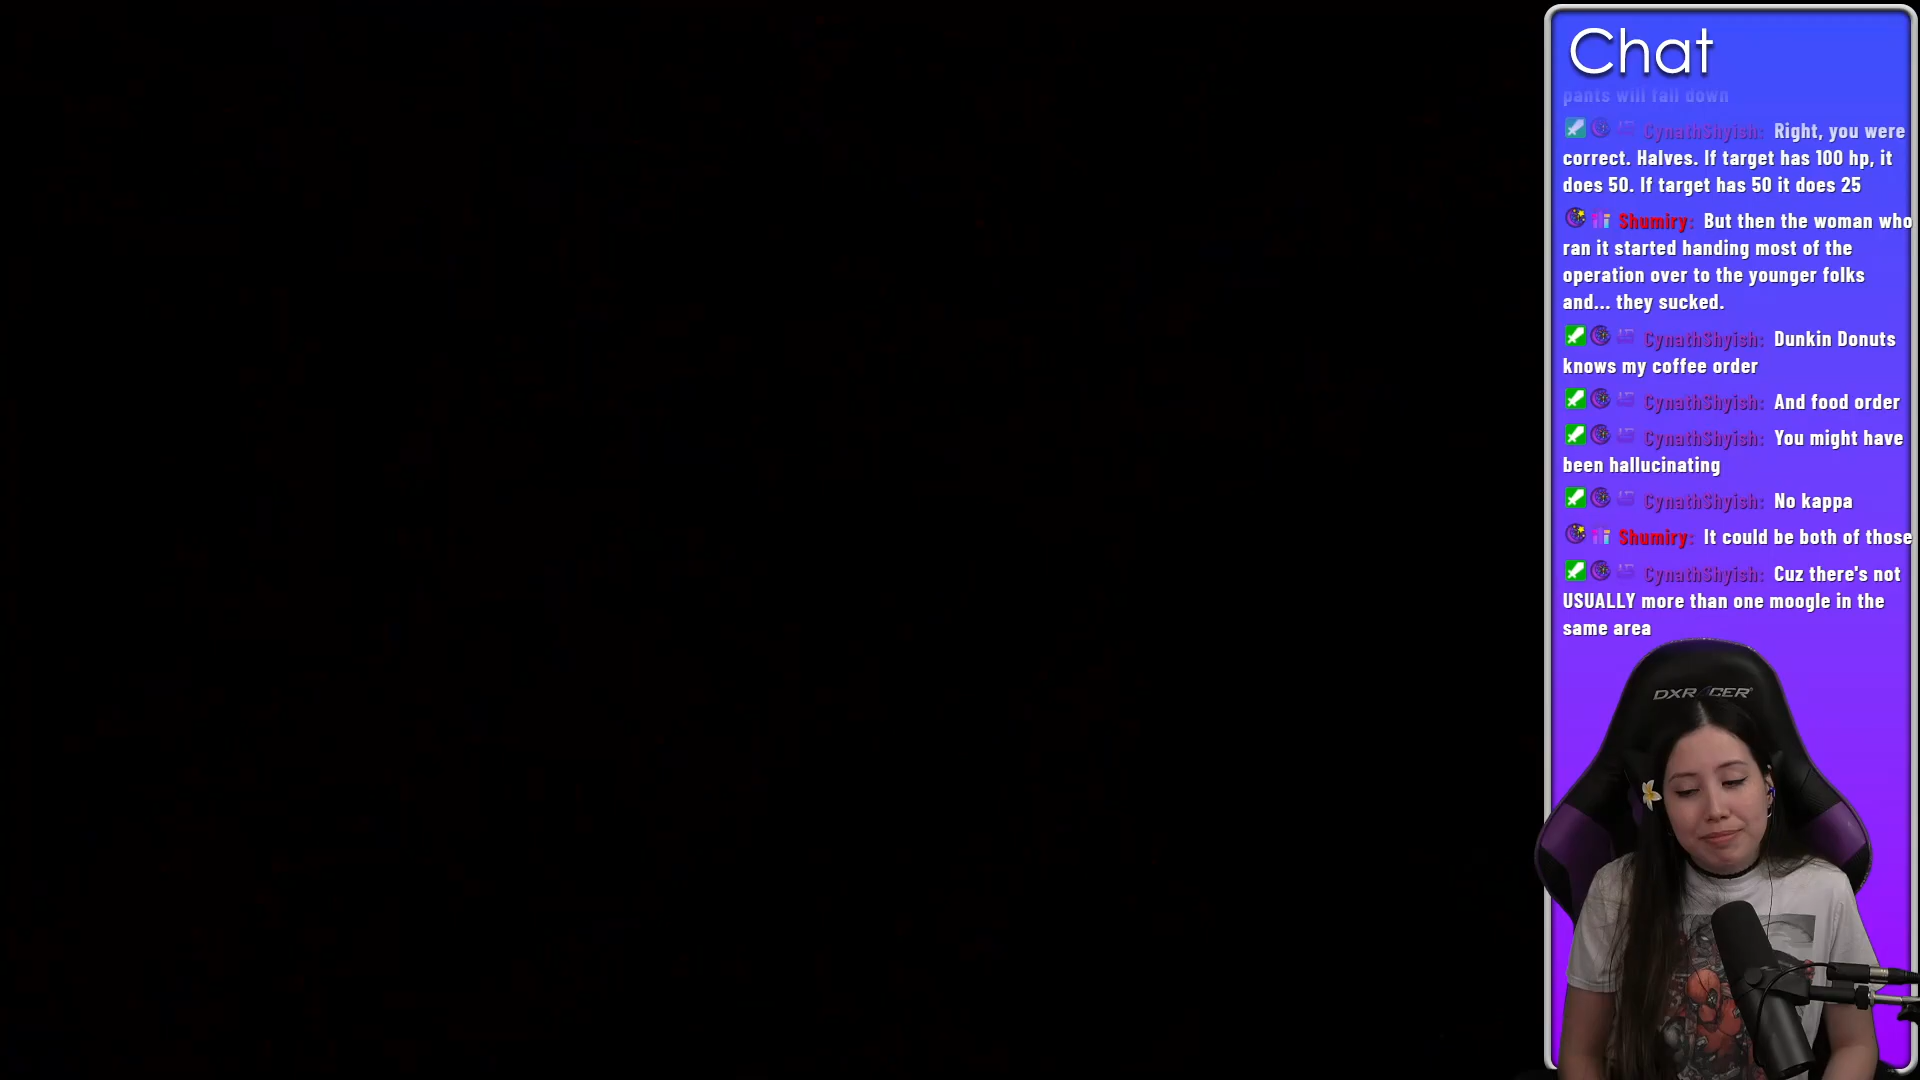 Chat
pants will fall down
CynathShyish: Right, you were
correct. Halves. If target has 100 hp, it
does 50. If target has 50 it does 25
Shumiry: But then the woman who
ran it started handing most of the
operation over to the younger folks
and... they sucked.
CynathShyish: Dunkin Donuts
knows my coffee order
CynathShyish: And food order
CynathShyish: You might have
been hallucinating
CynathShyish: No kappa
Shumiry: It could be both of those
CynathShyish: Cuz there's not
USUALLY more than one moogle in the
same area
DXRACER